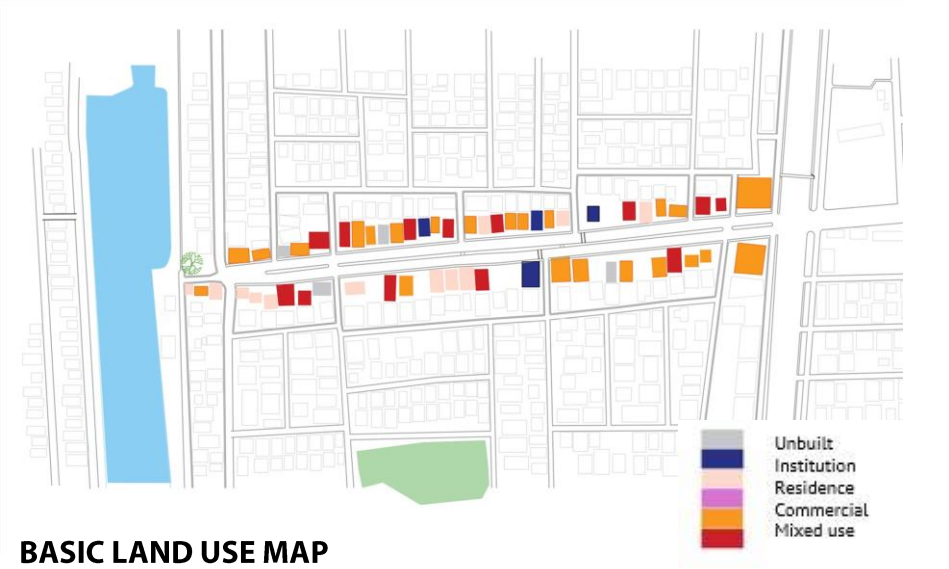 Unbuilt
Institution
Residence
Commercial
Mixed use
BASIC LAND USE MAP